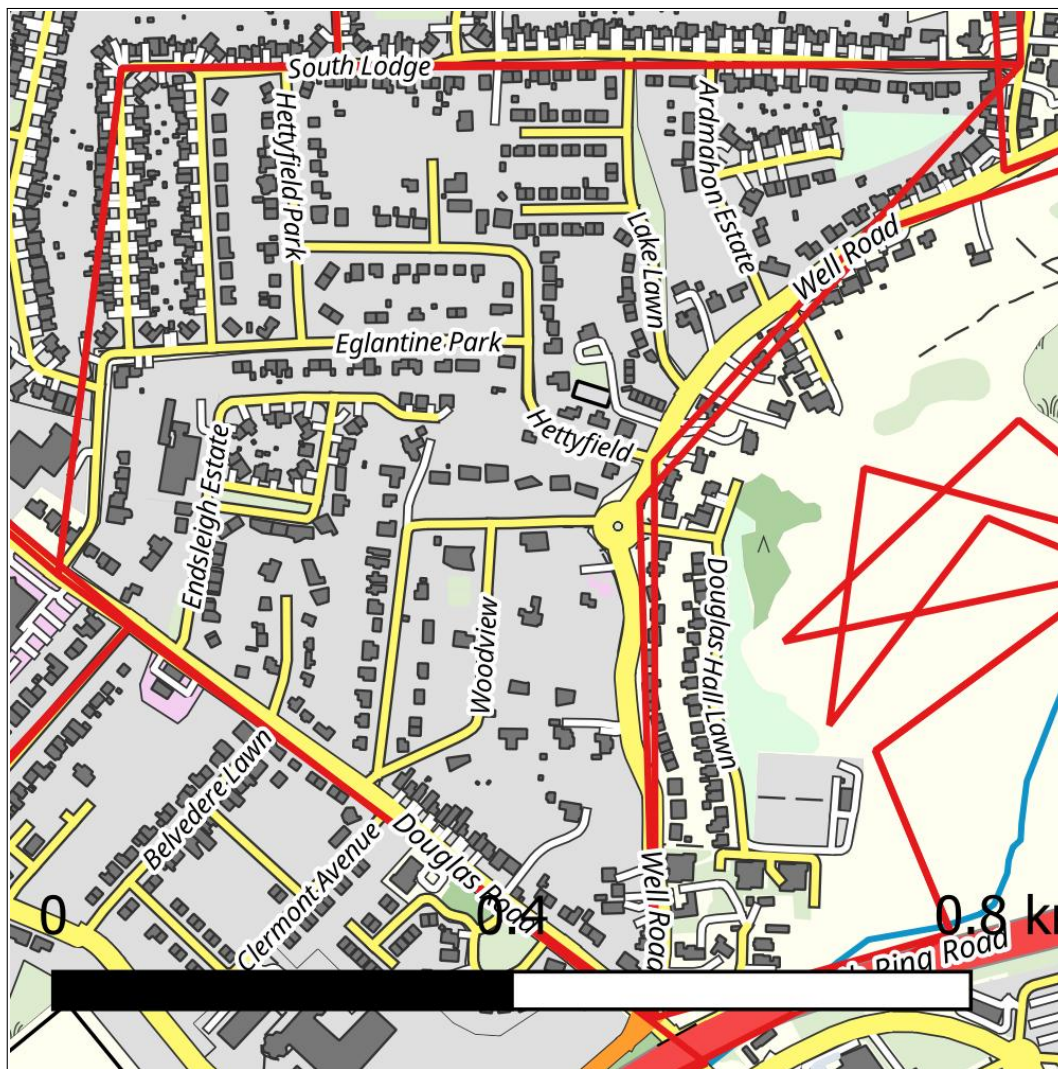 South Lodge
Hettyfield Park
Ardmahon Estate
Lake Lawn
Well Road
Eglantine Park
Hettyfield
Endsleigh Estate
Woodview
Douglas Hall Lawn
Belvedere Lawn
Clermont Avenue
Douglas Road
Well Road
Ring Road
0 0.4 0.8 km